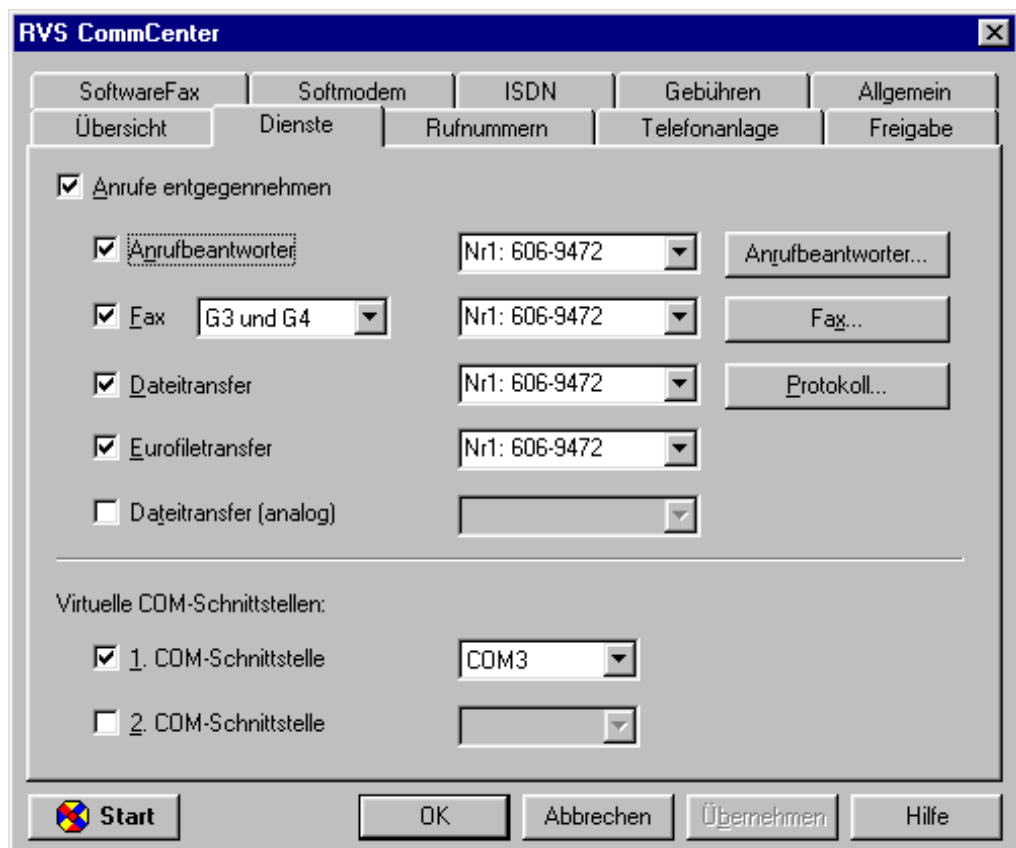 RVS CommCenter
SoftwareFax Softmodem ISDN Gebühren Allgemein
Übersicht Dienste Rufnummern Telefonanlage Freigabe
Anrufe entgegennehmen
Anrufbeantworter Nr1: 606-9472 Anrufbeantworter...
Fax G3 und G4 Nr1: 606-9472 Fax...
Dateitransfer Nr1: 606-9472 Protokoll...
Eurofiletransfer Nr1: 606-9472
Dateitransfer (analog)
Virtuelle COM-Schnittstellen:
1. COM-Schnittstelle COM3
2. COM-Schnittstelle
Start OK Abbrechen Übernehmen Hilfe